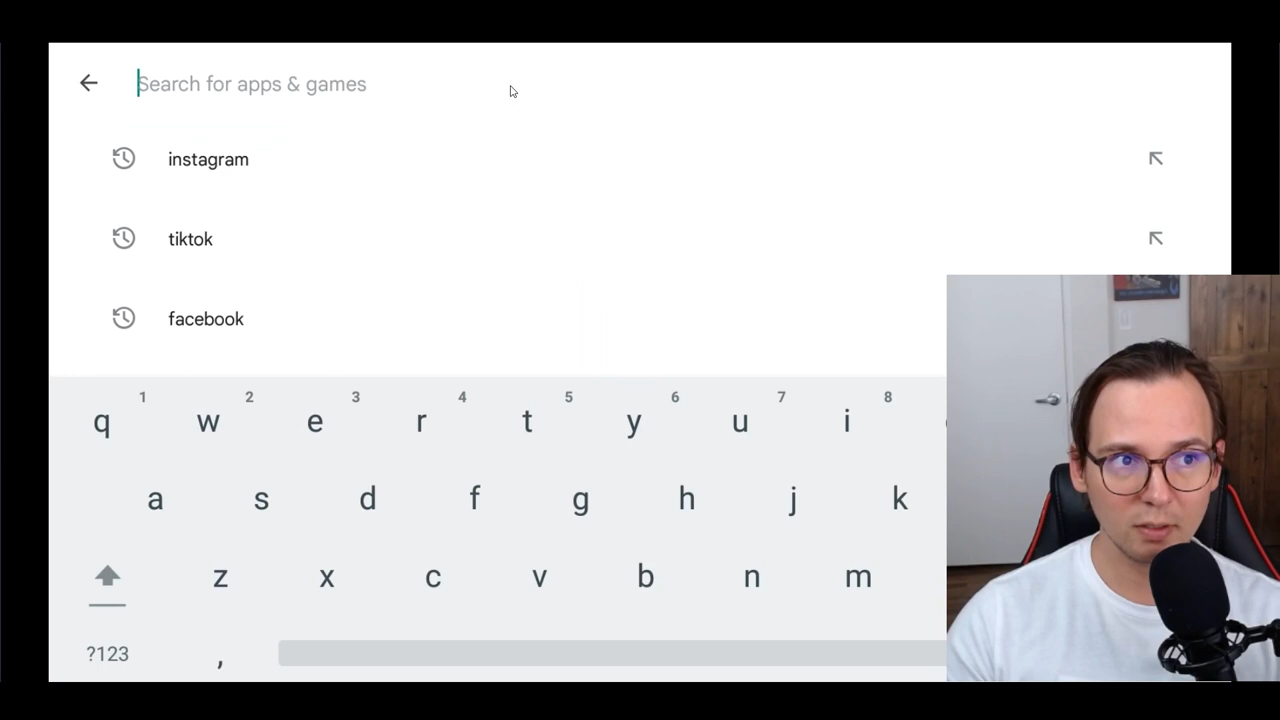 Search for apps & games
instagram
tiktok
facebook
1 2 3 4 5 6 7 8
q w e r t y u i
a s d f g h j k
z x c v b n m
?123 ,